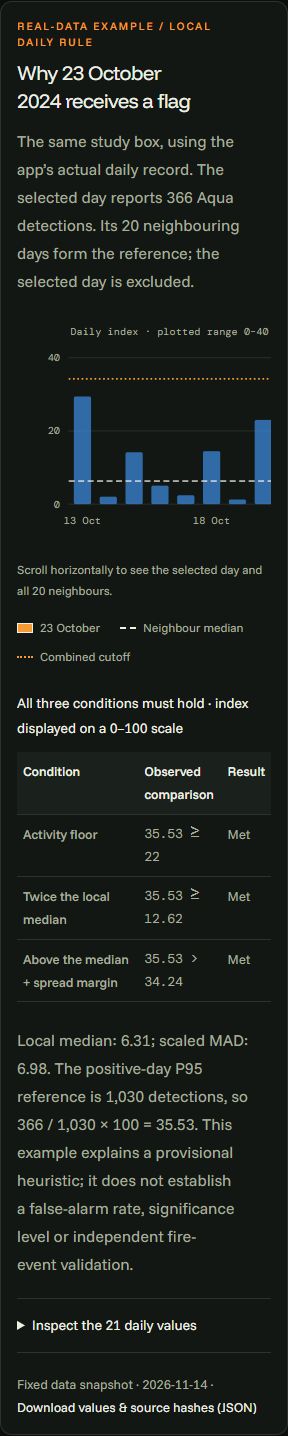 REAL-DATA EXAMPLE / LOCAL
DAILY RULE
Why 23 October
2024 receives a flag
The same study box, using the
app's actual daily record. The
selected day reports 366 Aqua
detections. Its 20 neighbouring
days form the reference; the
selected day is excluded.
Daily index · plotted range 0–40
40
20
0
13 Oct 18 Oct
Scroll horizontally to see the selected day and
all 20 neighbours.
23 October Neighbour median
Combined cutoff
All three conditions must hold · index
displayed on a 0–100 scale
Condition Observed Result
comparison
Activity floor 35.53 ≥ Met
22
Twice the local 35.53 ≥ Met
median 12.62
Above the median 35.53 > Met
+ spread margin 34.24
Local median: 6.31; scaled MAD:
6.98. The positive-day P95
reference is 1,030 detections, so
366 / 1,030 × 100 = 35.53. This
example explains a provisional
heuristic; it does not establish
a false-alarm rate, significance
level or independent fire-
event validation.
▶ Inspect the 21 daily values
Fixed data snapshot · 2026-11-14 ·
Download values & source hashes (JSON)